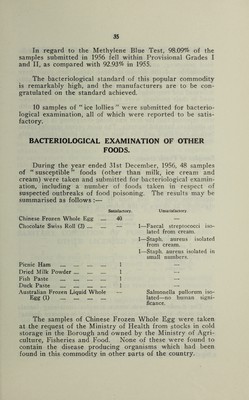 35
In regard to the Methylene Blue Test, 98.09% of the
samples submitted in 1956 fell within Provisional Grades I
and II, as compared with 92.93% in 1955.
The bacteriological standard of this popular commodity
is remarkably high, and the manufacturers are to be con-
gratulated on the standard achieved.
10 samples of " ice lollies " were submitted for bacterio-
logical examination, all of which were reported to be satis-
factory.
BACTERIOLOGICAL EXAMINATION OF OTHER
FOODS.
During the year ended 31st December, 1956, 48 samples
of " susceptible " foods (other than milk, ice cream and
cream) were taken and submitted for bacteriological examin-
ation, including a number of foods taken in respect of
suspected outbreaks of food poisoning. The results may be
summarised as follows :—
Satisfactory. Unsatisfactory
Chinese Frozen Whole Egg ... 40 —
Chocolate Swiss Roll (2) ... ... — 1—Faecal streptococci iso-
lated from cream.
1—Staph. aureus isolated
from cream.
1—Staph. aureus isolated in
small numbers.
Picnic Ham ... ... ... 1 —
Dried Milk Powder ... ... ... 1 —
Fish Paste ... ... ... 1 —
Duck Paste ... ... ... 1 —
Australian Frozen Liquid Whole — Salmonella pullorum iso-
Egg (1) ... ... ... lated—no human signi-
ficance.
The samples of Chinese Frozen Whole Egg were taken
at the request of the Ministry of Health from stocks in cold
storage in the Borough and owned by the Ministry of Agri-
culture, Fisheries and Food. None of these were found to
contain the disease producing organisms which had been
found in this commodity in other parts of the country.